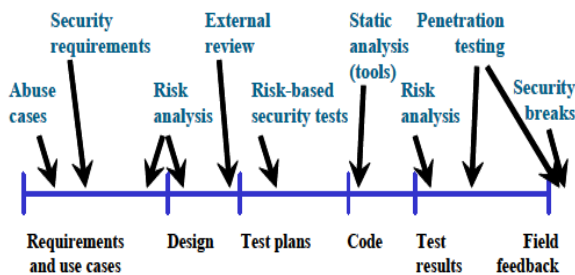 Security
requirements
External
review
Static
analysis
(tools)
Penetration
testing
Abuse
cases
Risk
analysis
Risk-based
security tests
Risk
analysis
Security
breaks
Requirements
and use cases
Design
Test plans
Code
Test
results
Field
feedback